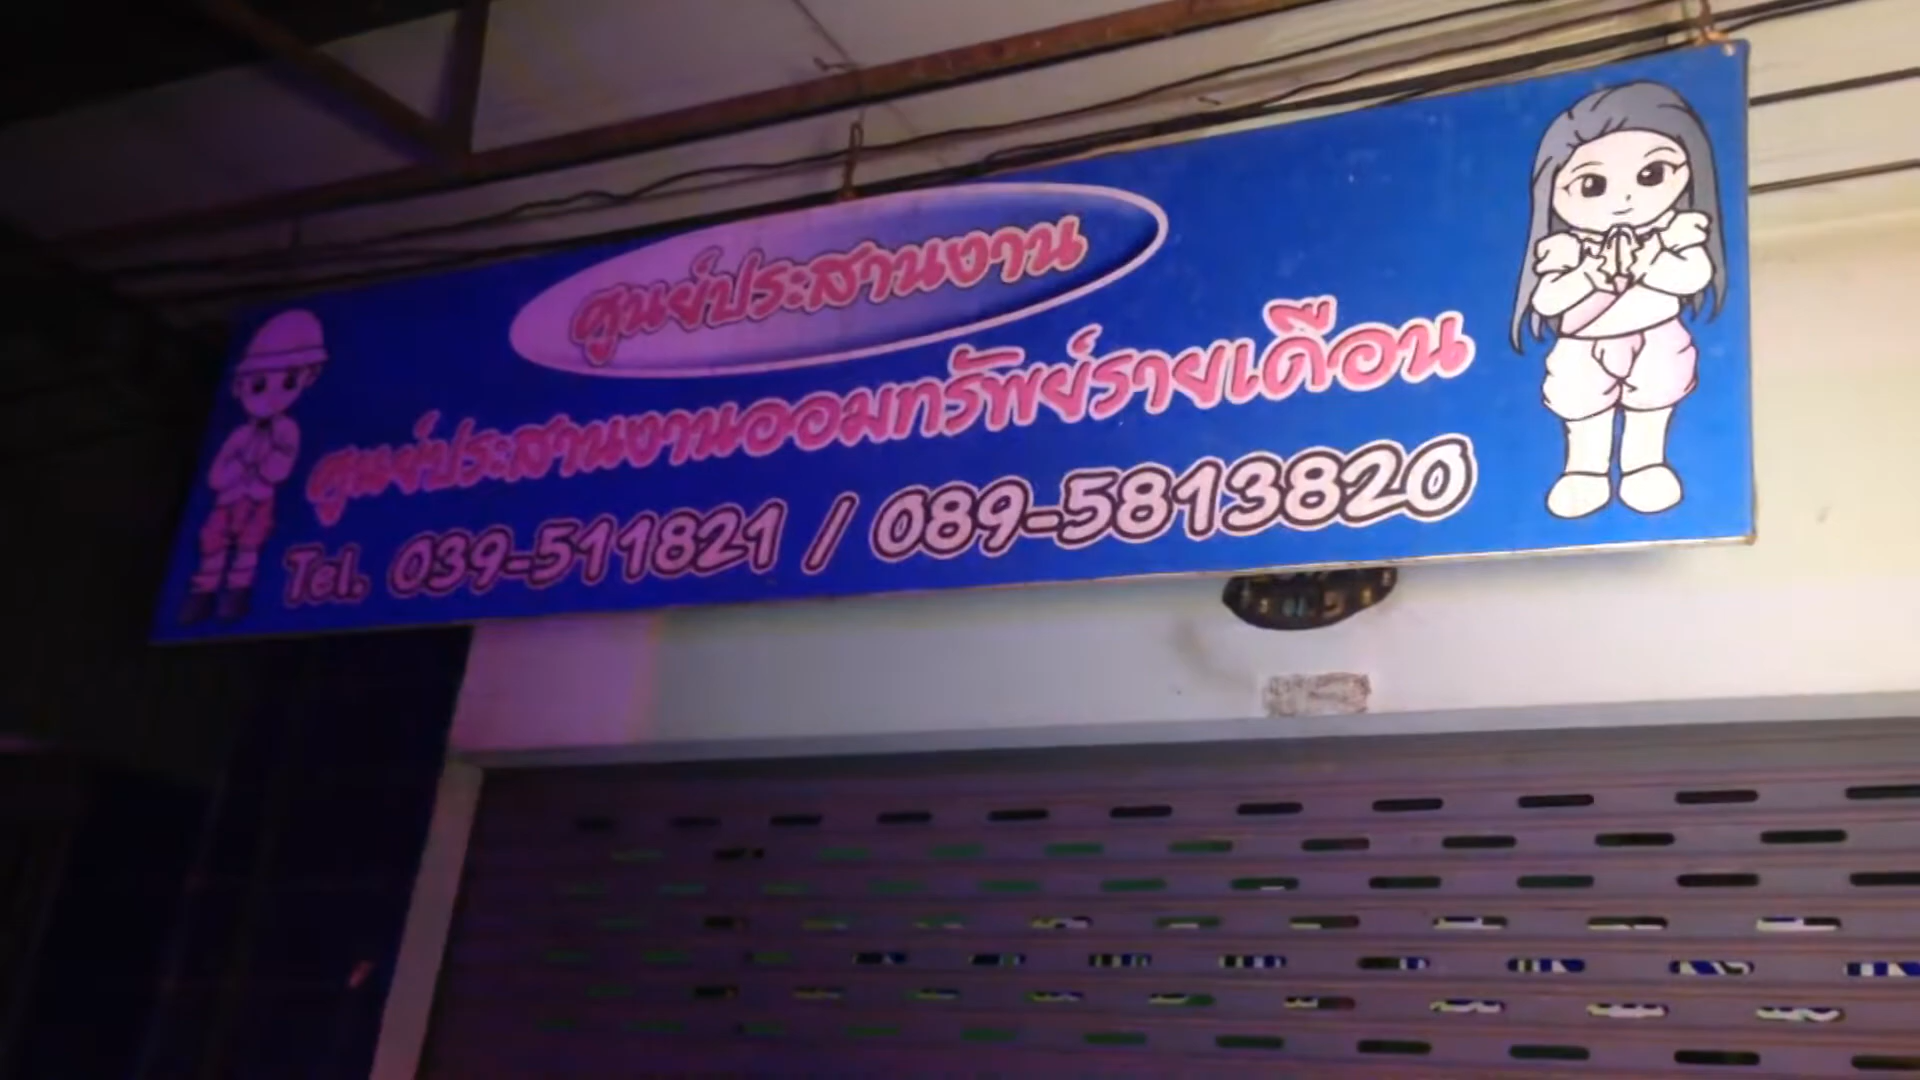 ศูนย์ประสานงาน
ศูนย์ประสานงานออมทรัพย์รายเดือน
Tel. 039-511821 / 089-5813820